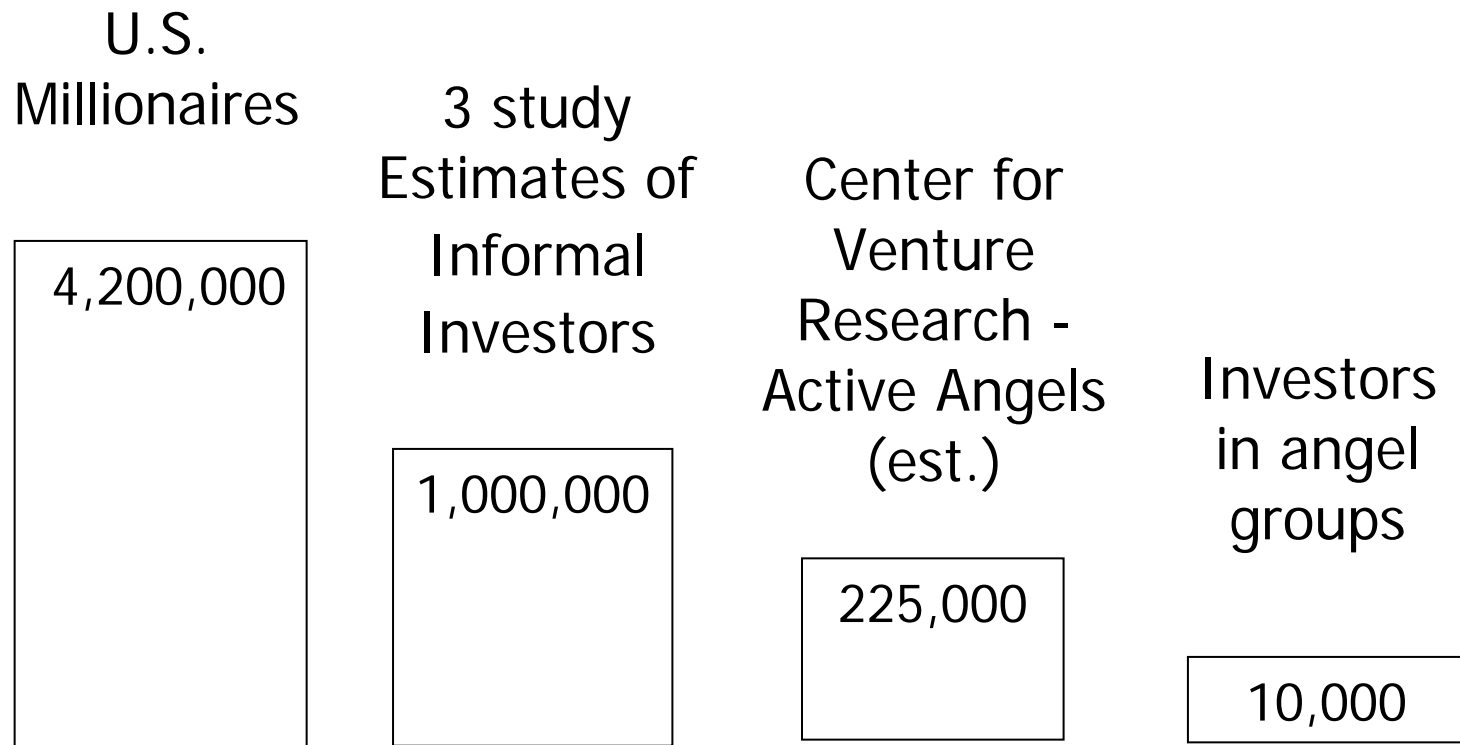 U.S.
Millionaires
4,200,000
3 study
Estimates of
Informal
Investors
1,000,000
Center for
Venture
Research -
Active Angels
(est.)
225,000
Investors
in angel
groups
10,000